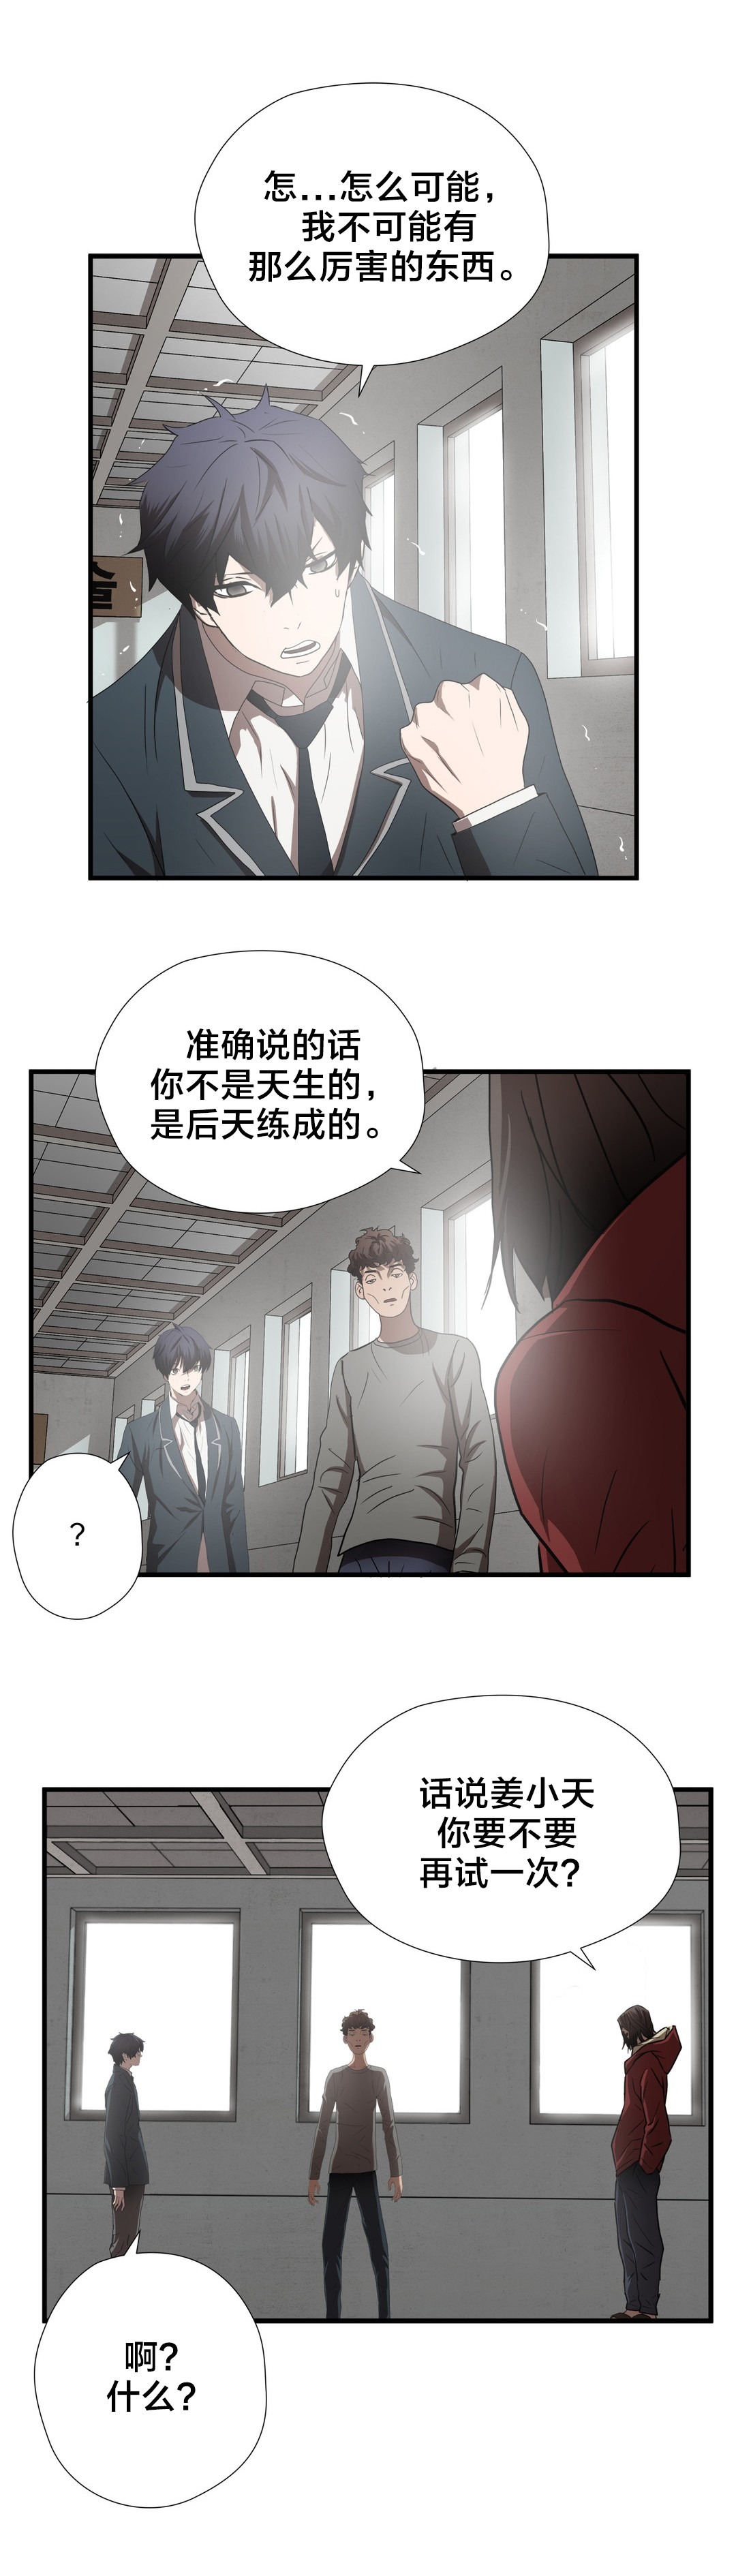 怎...怎么可能，
我不可能有
那么厉害的东西。
准确说的话
你不是天生的，
是后天练成的。
?
话说姜小天
你要不要
再试一次?
啊?
什么?